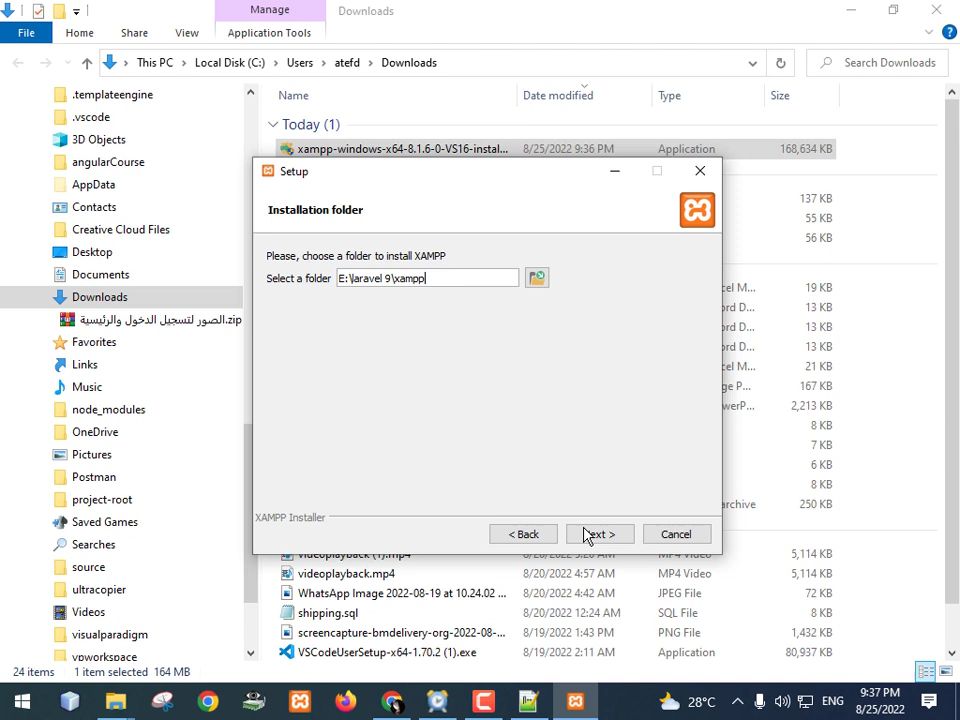 Manage
Downloads
File
Home
Share
View
Application Tools
This PC
Local Disk (C:)
Users
atefd
Downloads
Search Downloads
Name
Date modified
Type
Size
.templateengine
.vscode
3D Objects
angularCourse
AppData
Contacts
Creative Cloud Files
Desktop
Documents
Downloads
الصور لتسجيل الدخول والرئيسية.zip
Favorites
Links
Music
node_modules
OneDrive
Pictures
Postman
project-root
Saved Games
Searches
source
ultracopier
Videos
visualparadigm
vpworkspace
Today (1)
xampp-windows-x64-8.1.6-0-VS16-instal... 8/25/2022 9:36 PM Application 168,634 KB
137 KB
55 KB
56 KB
el M... 19 KB
ord D... 13 KB
ord D... 13 KB
cel M... 21 KB
ge P... 167 KB
werP... 2,213 KB
8 KB
7 KB
6 KB
8 KB
archive 250 KB
Setup
Installation folder
Please, choose a folder to install XAMPP
Select a folder E:\laravel 9\xampp
XAMPP Installer
< Back
Next >
Cancel
videoplayback (1).mp4 MP4 Video 5,114 KB
videoplayback.mp4 8/20/2022 4:57 AM MP4 Video 5,114 KB
WhatsApp Image 2022-08-19 at 10.24.02 ... 8/20/2022 4:42 AM JPEG File 72 KB
shipping.sql 8/20/2022 12:24 AM SQL File 8 KB
screencapture-bmdelivery-org-2022-08-... 8/19/2022 1:43 PM PNG File 1,432 KB
VSCodeUserSetup-x64-1.70.2 (1).exe 8/19/2022 2:11 AM Application 80,937 KB
24 items
1 item selected 164 MB
28°C
ENG
9:37 PM
8/25/2022